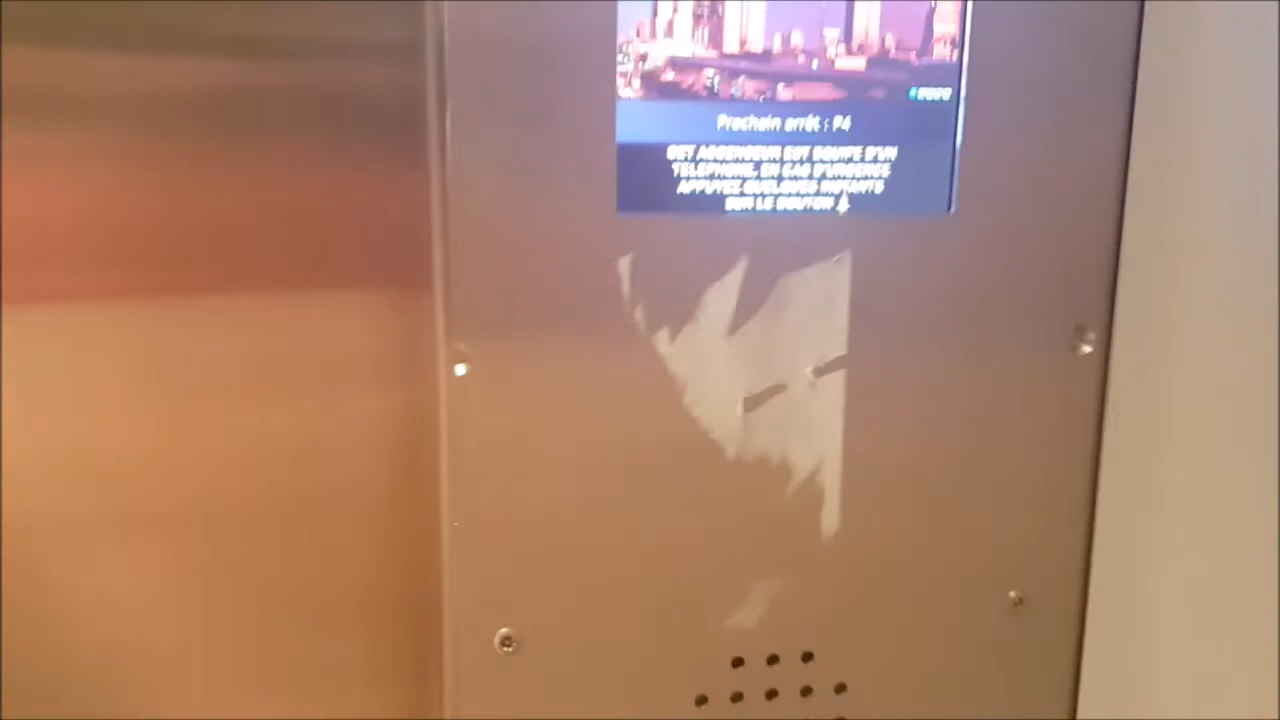 Prochain arrêt : P4
CET ASCENSEUR EST EQUIPE D'UN
TELEPHONE, EN CAS D'URGENCE
APPUYEZ QUELQUES INSTANTS
SUR LE BOUTON